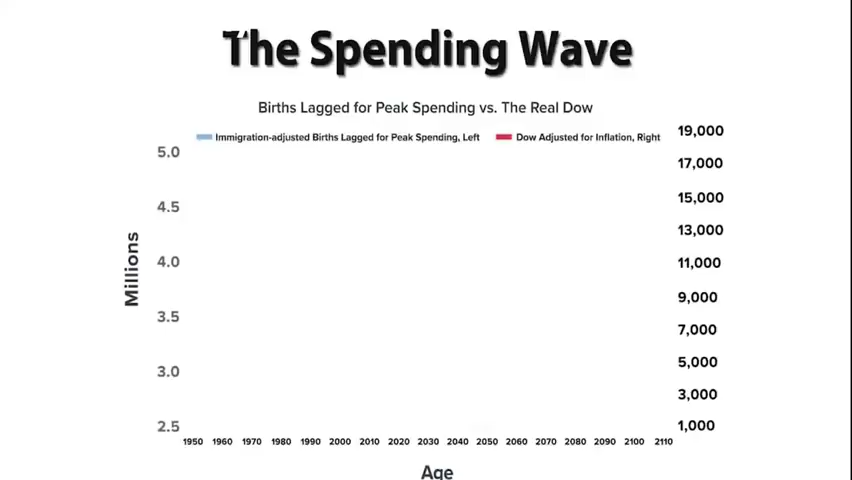 The Spending Wave
Births Lagged for Peak Spending vs. The Real Dow
Immigration-adjusted Births Lagged for Peak Spending, Left
Dow Adjusted for Inflation, Right
19,000
5.0
17,000
4.5
15,000
13,000
4.0
11,000
Millions
9,000
3.5
7,000
3.0
5,000
3,000
2.5
1,000
1950 1960 1970 1980 1990 2000 2010 2020 2030 2040 2050 2060 2070 2080 2090 2100 2110
Age